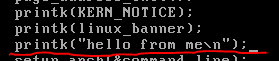 printk(KERN_NOTICE);
printk(linux_banner);
printk("hello from me\n");
setup_arch(&command_line);